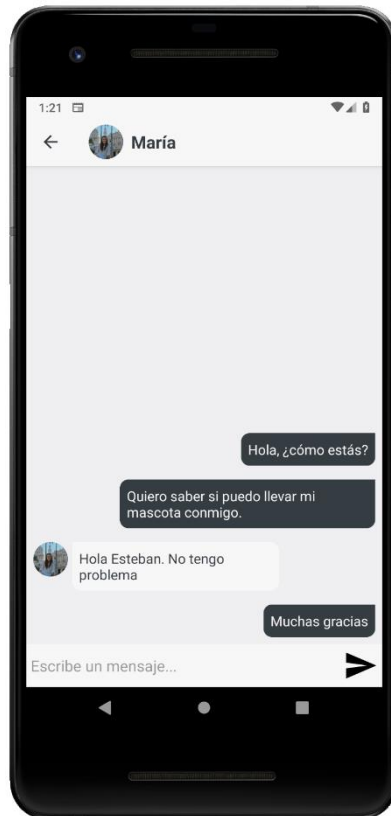 1:21
María
Hola, ¿cómo estás?
Quiero saber si puedo llevar mi
mascota conmigo.
Hola Esteban. No tengo
problema
Muchas gracias
Escribe un mensaje...